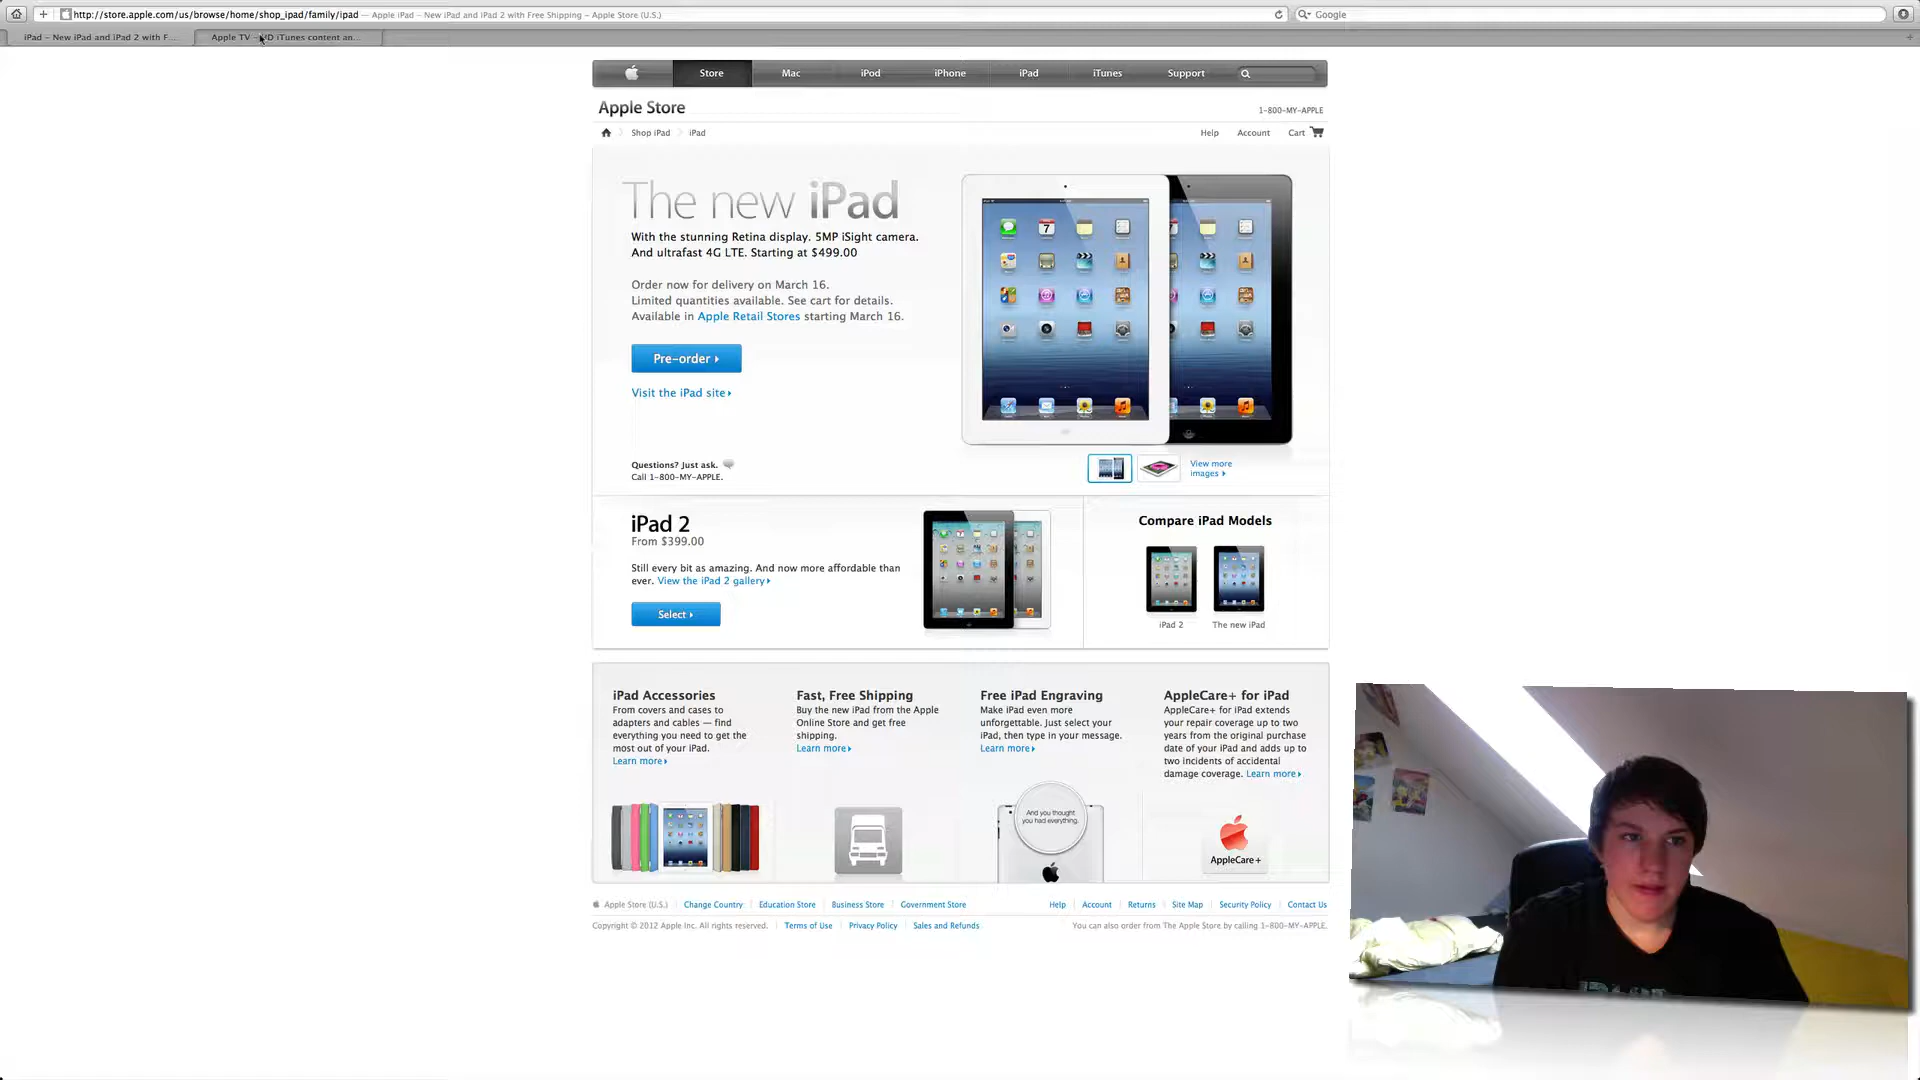 http://store.apple.com/us/browse/home/shop_ipad/family/ipad — Apple iPad – New iPad and iPad 2 with Free Shipping – Apple Store (U.S.)
Google
iPad – New iPad and iPad 2 with F...
Apple TV – HD iTunes content an...
Store
Mac
iPod
iPhone
iPad
iTunes
Support
Apple Store
1-800-MY-APPLE
Shop iPad
iPad
Help
Account
Cart
The new iPad
With the stunning Retina display. 5MP iSight camera.
And ultrafast 4G LTE. Starting at $499.00
Order now for delivery on March 16.
Limited quantities available. See cart for details.
Available in Apple Retail Stores starting March 16.
Pre-order
Visit the iPad site
Questions? Just ask.
Call 1-800-MY-APPLE.
View more
images
iPad 2
From $399.00
Still every bit as amazing. And now more affordable than
ever. View the iPad 2 gallery
Select
Compare iPad Models
iPad 2
The new iPad
iPad Accessories
From covers and cases to
adapters and cables — find
everything you need to get the
most out of your iPad.
Learn more
Fast, Free Shipping
Buy the new iPad from the Apple
Online Store and get free
shipping.
Learn more
Free iPad Engraving
Make iPad even more
unforgettable. Just select your
iPad, then type in your message.
Learn more
And you thought
you had everything.
AppleCare+ for iPad
AppleCare+ for iPad extends
your repair coverage up to two
years from the original purchase
date of your iPad and adds up to
two incidents of accidental
damage coverage. Learn more
AppleCare+
Apple Store (U.S.)
Change Country
Education Store
Business Store
Government Store
Help
Account
Returns
Site Map
Security Policy
Contact Us
Copyright © 2012 Apple Inc. All rights reserved.
Terms of Use
Privacy Policy
Sales and Refunds
You can also order from The Apple Store by calling 1-800-MY-APPLE.